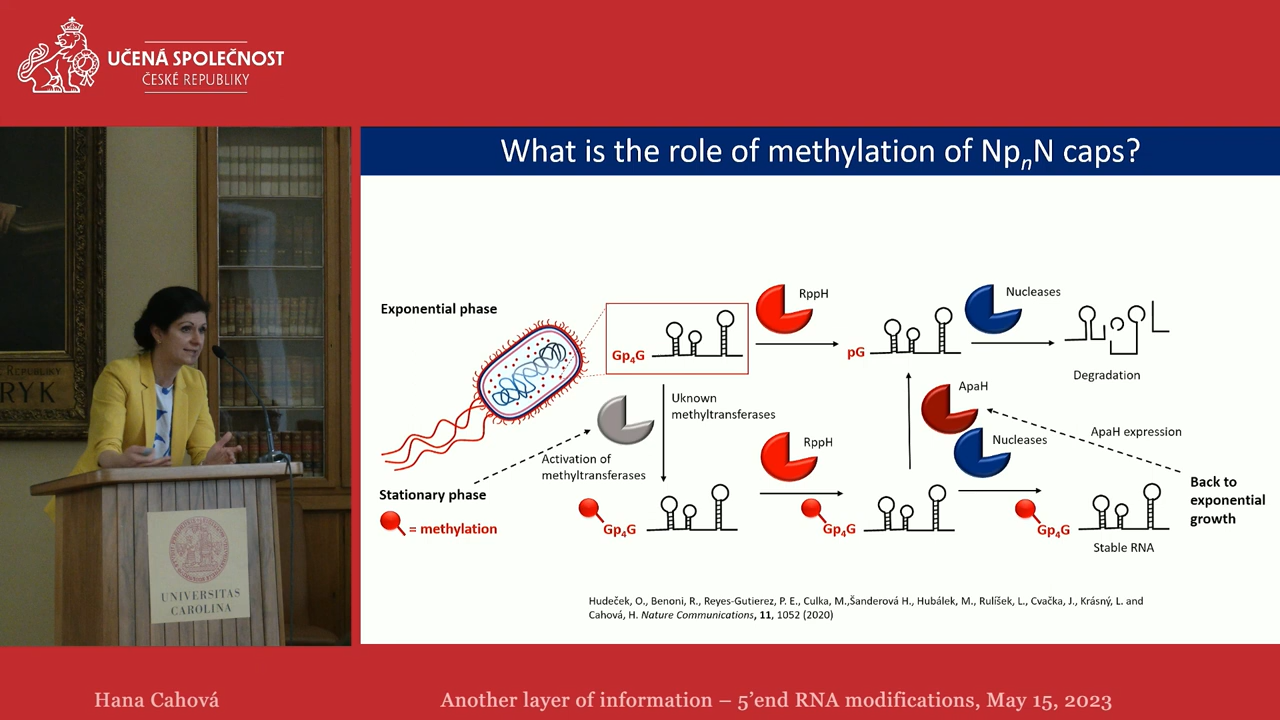 UČENÁ SPOLEČNOST
ČESKÉ REPUBLIKY
What is the role of methylation of NpnN caps?
Exponential phase
Gp4G
RppH
pG
Nucleases
Degradation
Uknown
methyltransferases
ApaH
ApaH expression
Activation of
methyltransferases
RppH
Nucleases
Stationary phase
= methylation
Gp4G
Gp4G
Gp4G
Stable RNA
Back to
exponential
growth
Hudeček, O., Benoni, R., Reyes-Gutierez, P. E., Culka, M.,Šanderová H., Hubálek, M., Rulíšek, L., Cvačka, J., Krásný, L. and
Cahová, H. Nature Communications, 11, 1052 (2020)
RYK
UNIVERSITAS
CAROLINA
Hana Cahová
Another layer of information – 5’end RNA modifications, May 15, 2023